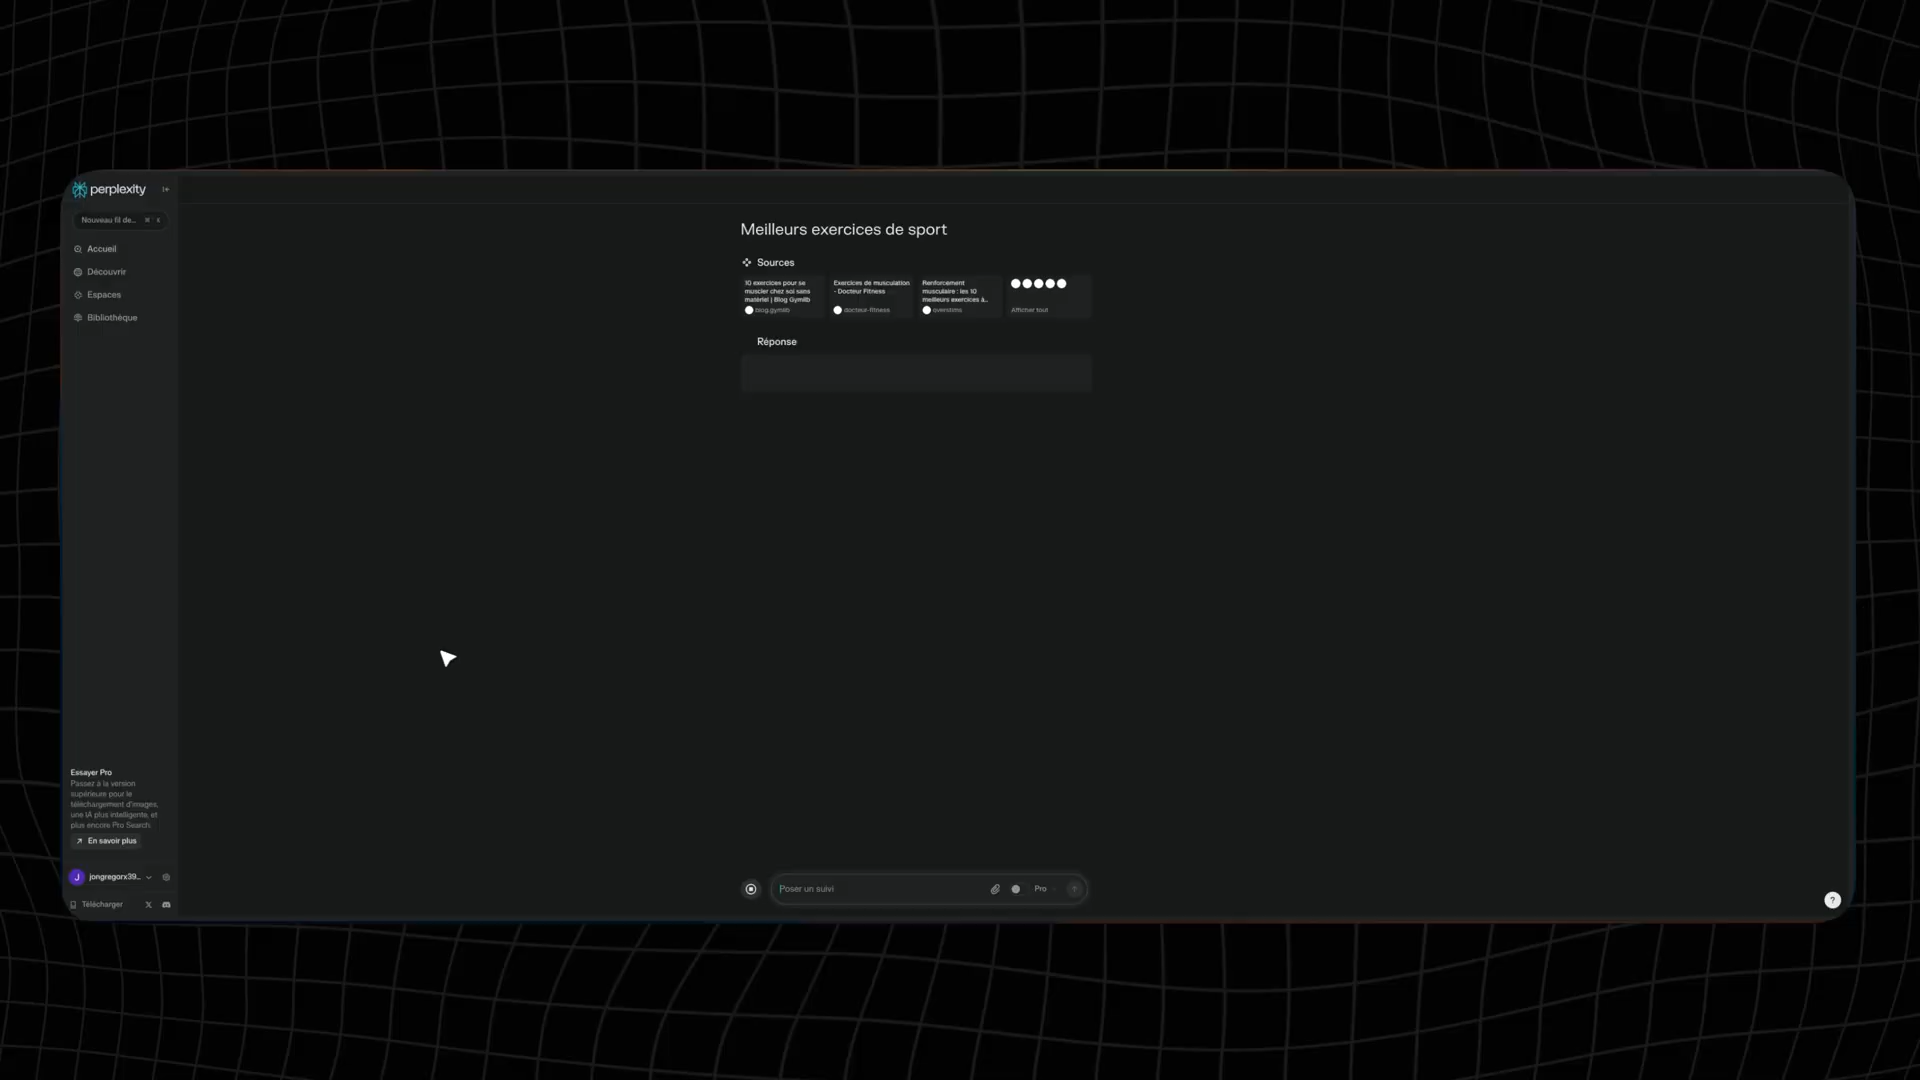 perplexity
Nouveau fil de... ⌘ K
Accueil
Découvrir
Espaces
Bibliothèque
Essayer Pro
Passez à la version
supérieure pour le
téléchargement d'images,
une IA plus intelligente, et
plus encore Pro Search.
En savoir plus
J jongregorx39...
Télécharger
Meilleurs exercices de sport
Sources
10 exercices pour se
muscler chez soi sans
matériel | Blog Gymlib
blog.gymlib
Exercices de musculation
- Docteur Fitness
docteur-fitness
Renforcement
musculaire : les 10
meilleurs exercices à...
overstims
Afficher tout
Réponse
Poser un suivi
Pro
?